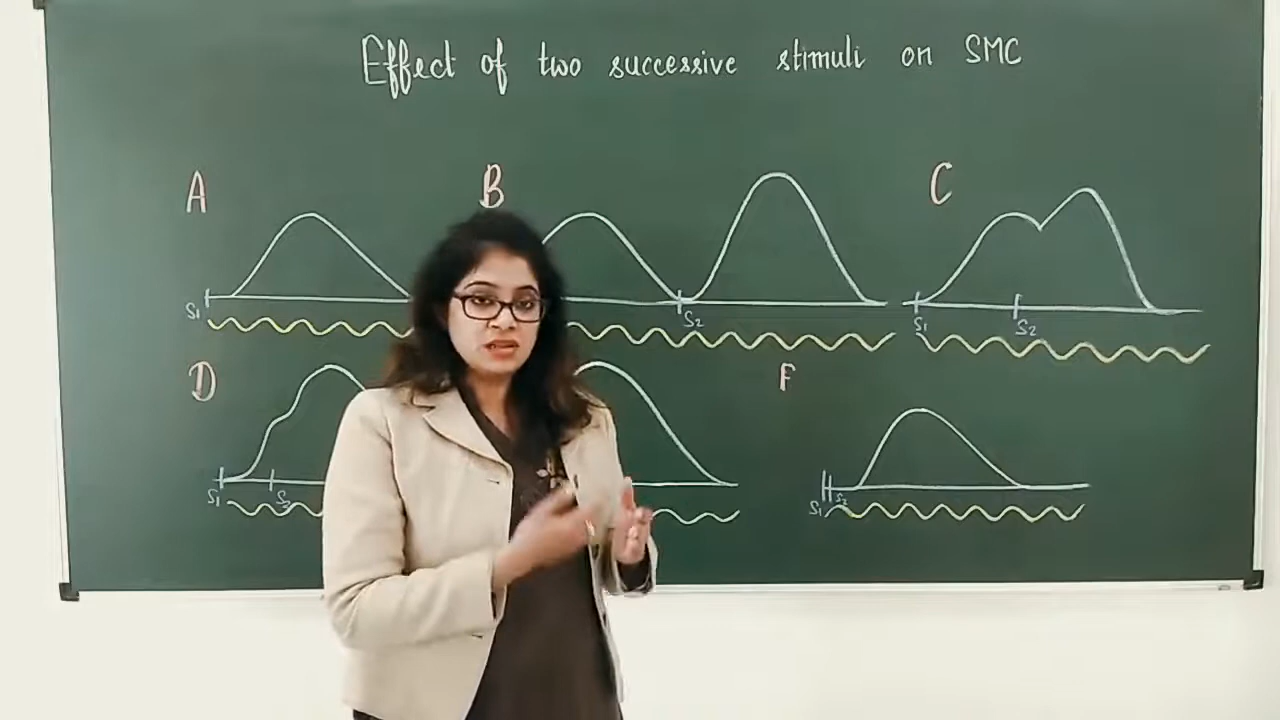 Effect of two successive stimuli on SMC
A B C
S1 S2 S1 S2
D F
S1 S2 S1 S2